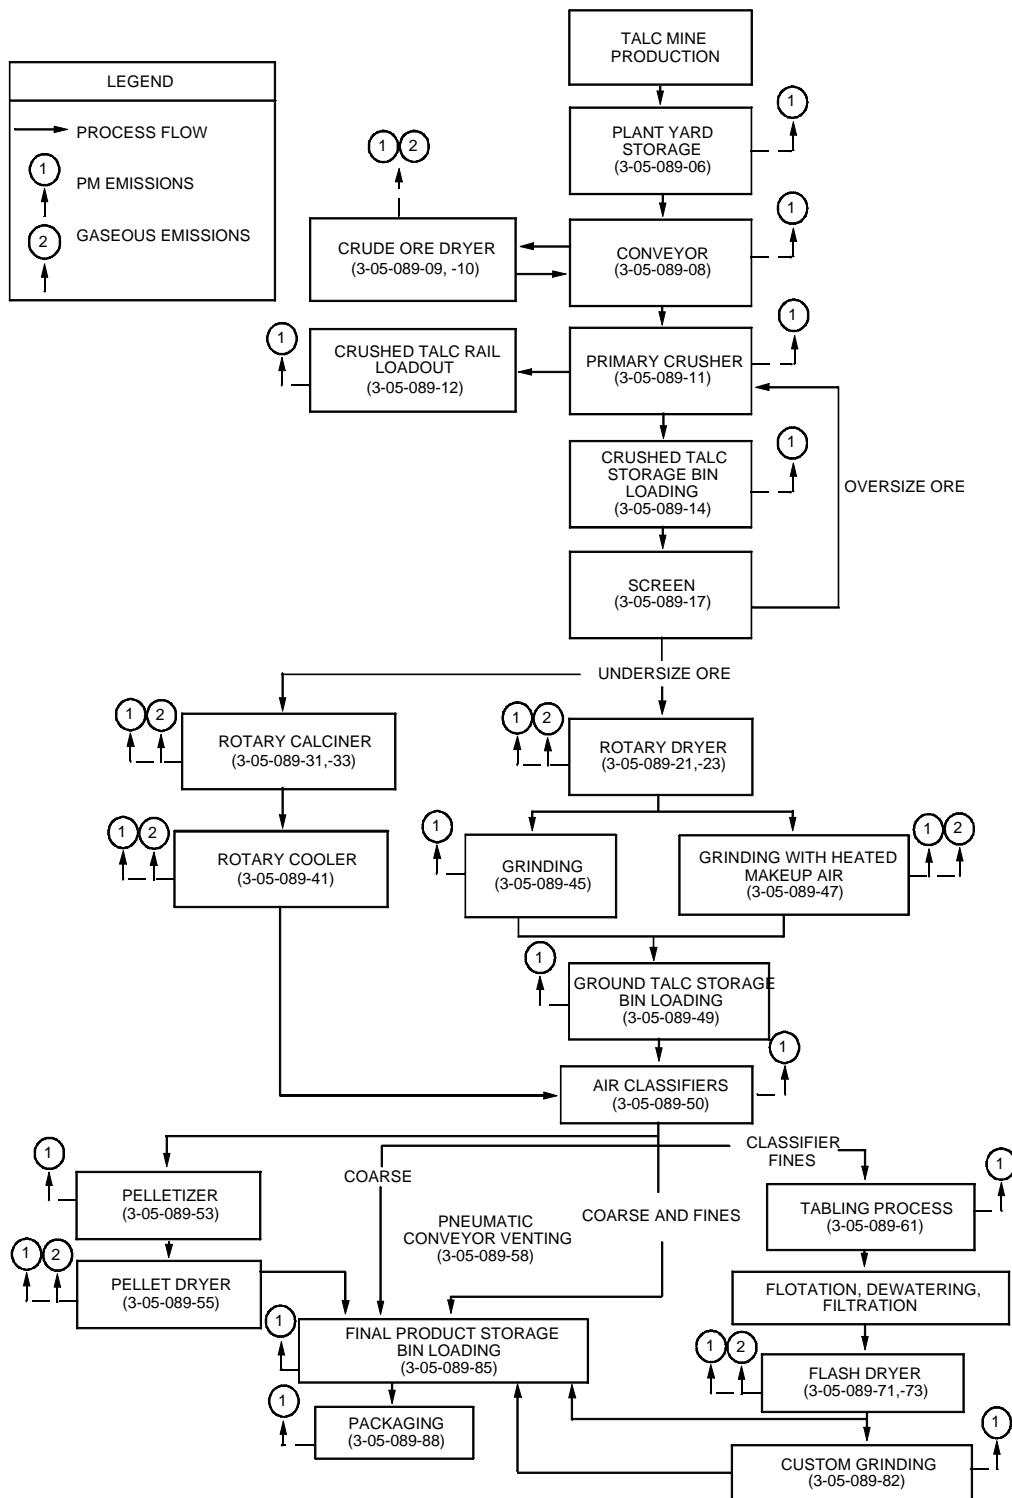 TALC MINE
PRODUCTION
LEGEND
PROCESS FLOW
1
PM EMISSIONS
2
GASEOUS EMISSIONS
1
PLANT YARD
STORAGE
(3-05-089-06)
1 2
1
CRUDE ORE DRYER
(3-05-089-09, -10)
CONVEYOR
(3-05-089-08)
1
1
CRUSHED TALC RAIL
LOADOUT
(3-05-089-12)
PRIMARY CRUSHER
(3-05-089-11)
1
CRUSHED TALC
STORAGE BIN
LOADING
(3-05-089-14)
OVERSIZE ORE
SCREEN
(3-05-089-17)
UNDERSIZE ORE
1 2
ROTARY CALCINER
(3-05-089-31,-33)
1 2
ROTARY DRYER
(3-05-089-21,-23)
1 2
ROTARY COOLER
(3-05-089-41)
1
GRINDING
(3-05-089-45)
GRINDING WITH HEATED
MAKEUP AIR
(3-05-089-47)
1 2
1
GROUND TALC STORAGE
BIN LOADING
(3-05-089-49)
1
AIR CLASSIFIERS
(3-05-089-50)
CLASSIFIER
FINES
1
PELLETIZER
(3-05-089-53)
COARSE
PNEUMATIC
CONVEYOR VENTING
(3-05-089-58)
COARSE AND FINES
1
TABLING PROCESS
(3-05-089-61)
1 2
PELLET DRYER
(3-05-089-55)
FLOTATION, DEWATERING,
FILTRATION
1
FINAL PRODUCT STORAGE
BIN LOADING
(3-05-089-85)
1 2
FLASH DRYER
(3-05-089-71,-73)
1
PACKAGING
(3-05-089-88)
1
CUSTOM GRINDING
(3-05-089-82)